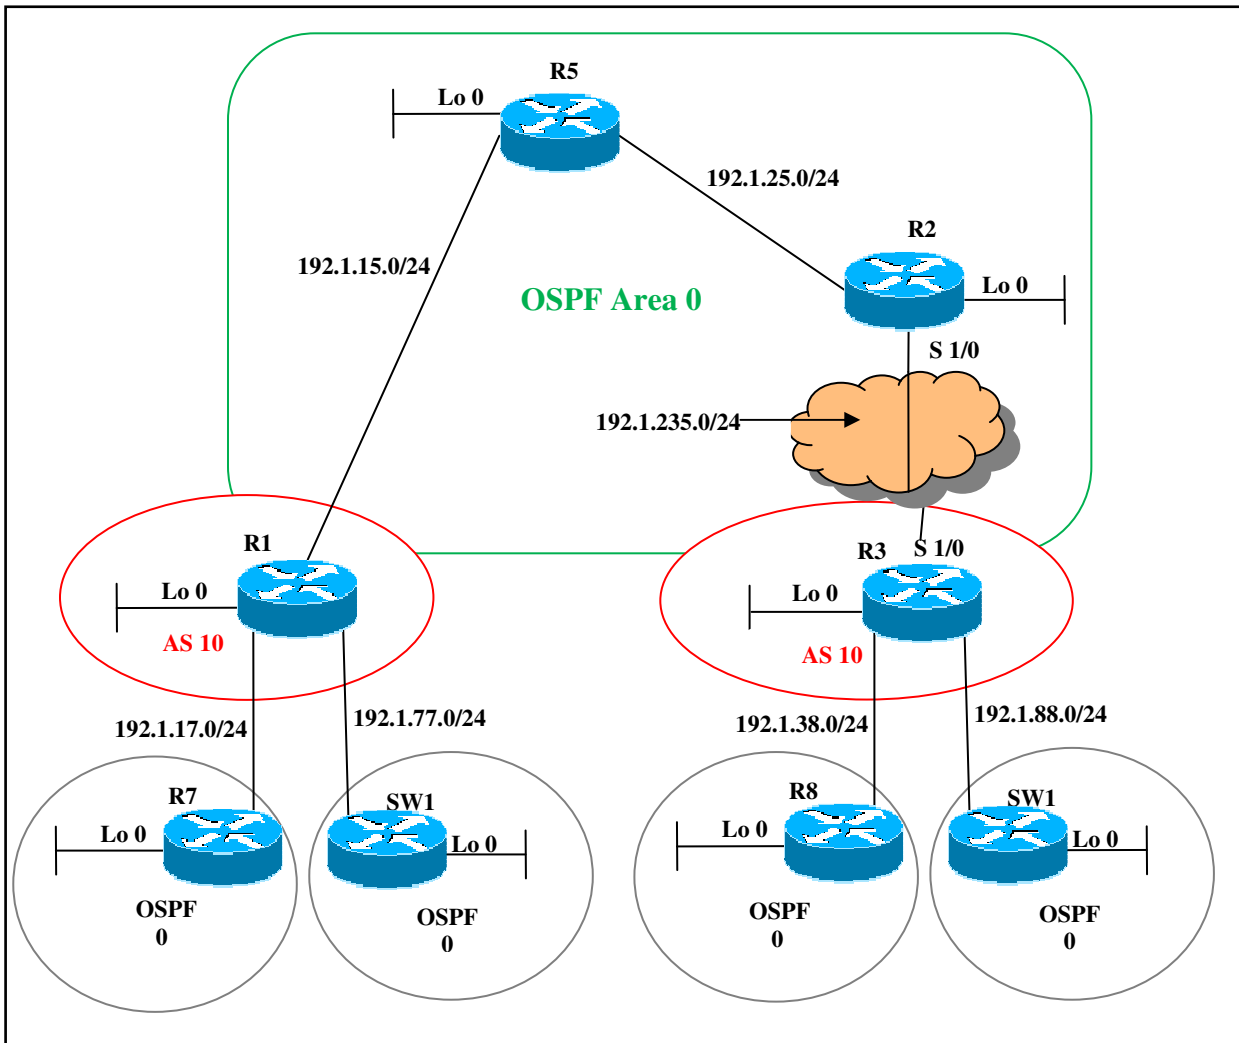 R5
Lo 0
192.1.25.0/24
R2
192.1.15.0/24
Lo 0
OSPF Area 0
S 1/0
192.1.235.0/24
R1
R3
S 1/0
Lo 0
Lo 0
AS 10
AS 10
192.1.17.0/24
192.1.77.0/24
192.1.38.0/24
192.1.88.0/24
R7
SW1
R8
SW1
Lo 0
Lo 0
Lo 0
Lo 0
OSPF
0
OSPF
0
OSPF
0
OSPF
0